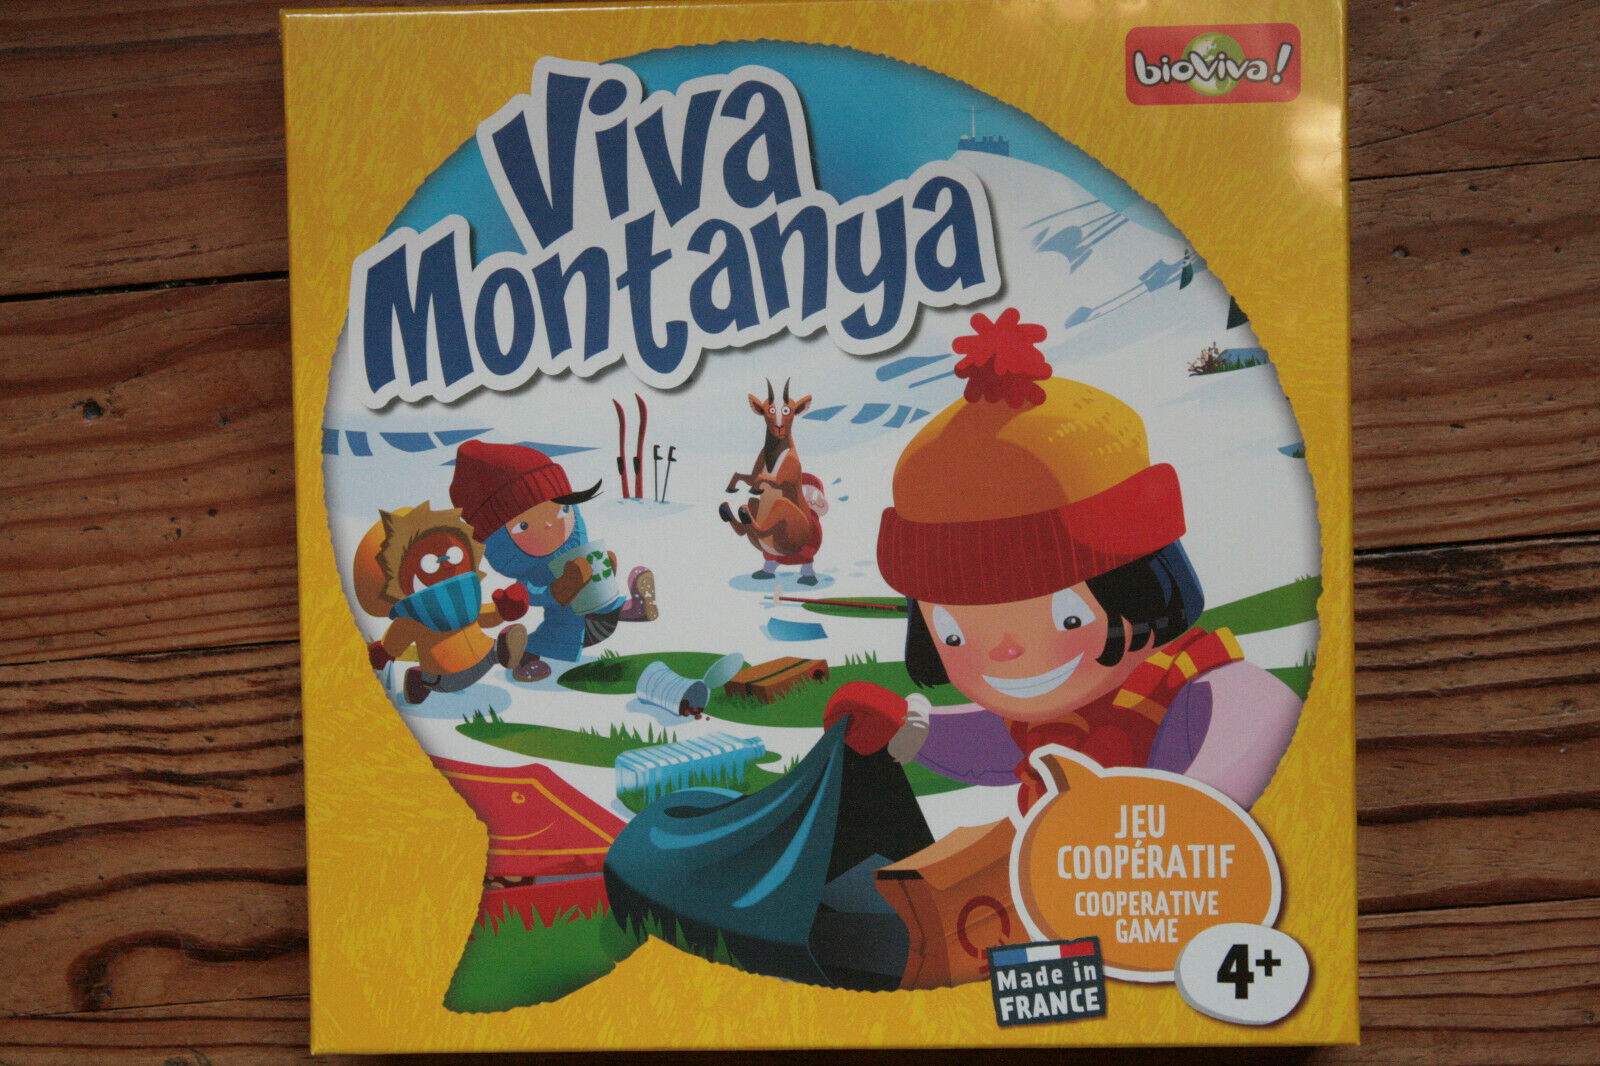 bioviva!
Viva
Montanya
JEU
COOPÉRATIF
COOPERATIVE
GAME
4+
Made in
FRANCE